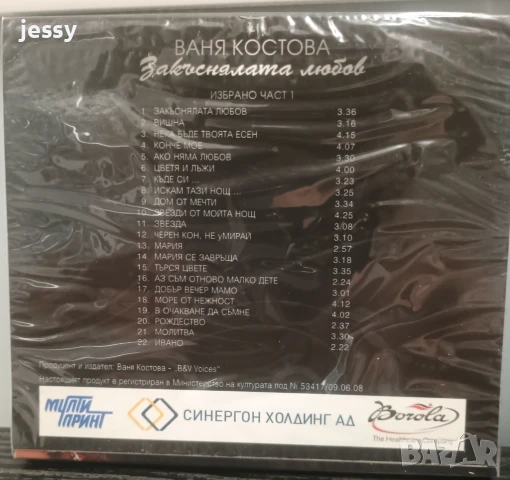 jessy
ВАНЯ КОСТОВА
Закъснялата любов
ИЗБРАНО ЧАСТ 1
1. ЗАКЪСНЯЛАТА ЛЮБОВ 3.36
2. ВИШНА 3.16
3. НЕКА БЪДЕ ТВОЯТА ЕСЕН 4.15
4. КОНЧЕ МОЕ 4.07
5. АКО НЯМА ЛЮБОВ 3.30
6. ЦВЕТЯ И ЛЪЖИ 4.00
7. КЪДЕ СИ ... 3.23
8. ИСКАМ ТАЗИ НОЩ ... 3.25
9. ДОМ ОТ МЕЧТИ 3.34
10. ЗВЕЗДИ ОТ МОЙТА НОЩ 4.25
11. ЗВЕЗДА 3.08
12. ЧЕРЕН КОН, НЕ уМИРАЙ 3.10
13. МАРИЯ 2.57
14. МАРИЯ СЕ ЗАВРЪЩА 3.18
15. ТЪРСЯ ЦВЕТЕ 3.35
16. АЗ СЪМ ОТНОВО МАЛКО ДЕТЕ 2.24
17. ДОБЪР ВЕЧЕР МАМО 3.01
18. МОРЕ ОТ НЕЖНОСТ 4.12
19. В ОЧАКВАНЕ ДА СЪМНЕ 4.02
20. РОЖДЕСТВО 2.37
21. МОЛИТВА 3.30
22. ИВАНО 2.22
Продуцент и издател: Ваня Костова - „B&V Voices"
Настоящият продукт е регистриран в Министерство на културата под № 53417/09.06.08
МУЛТИ ПРИНТ
СИНЕРГОН ХОЛДИНГ АД
Borola
The Healthcare Company
БАЗАР